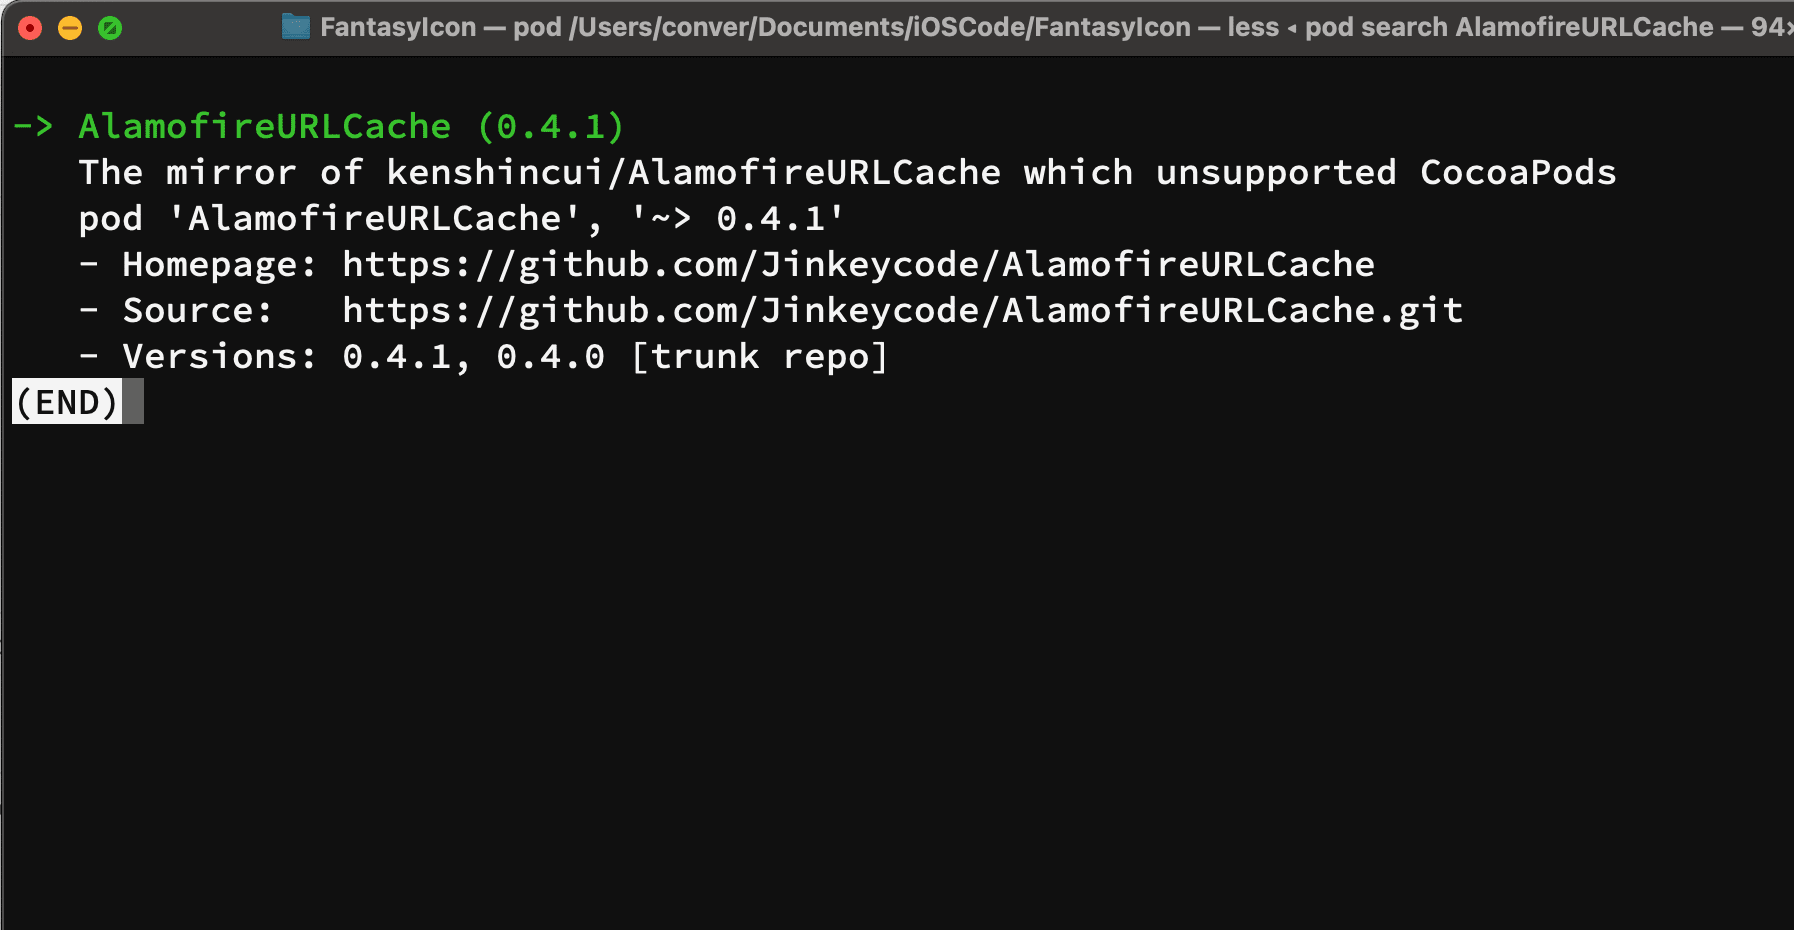 FantasyIcon — pod /Users/conver/Documents/iOSCode/FantasyIcon — less ◂ pod search AlamofireURLCache — 94×
-> AlamofireURLCache (0.4.1)
The mirror of kenshincui/AlamofireURLCache which unsupported CocoaPods
pod 'AlamofireURLCache', '~> 0.4.1'
- Homepage: https://github.com/Jinkeycode/AlamofireURLCache
- Source:   https://github.com/Jinkeycode/AlamofireURLCache.git
- Versions: 0.4.1, 0.4.0 [trunk repo]
(END)